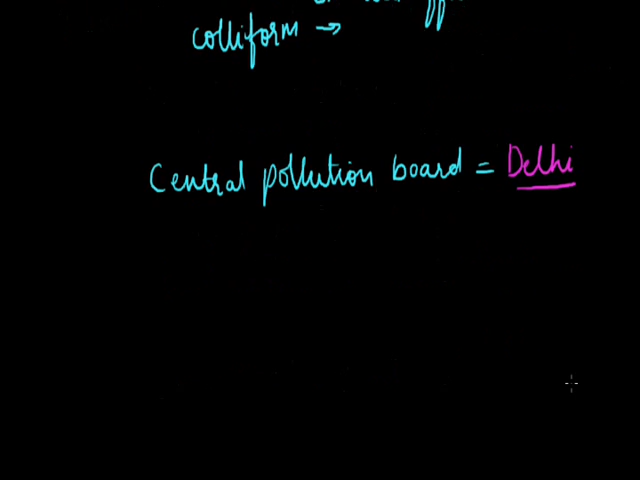 colliform →
Central pollution board = Delhi